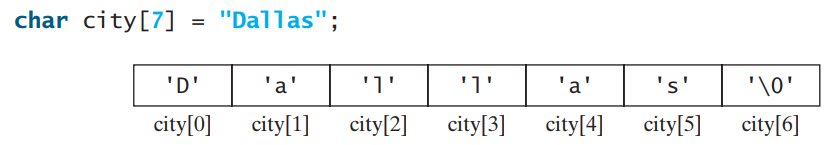 char city[7] = "Dallas";
'D' 'a' 'l' 'l' 'a' 's' '\0'
city[0] city[1] city[2] city[3] city[4] city[5] city[6]